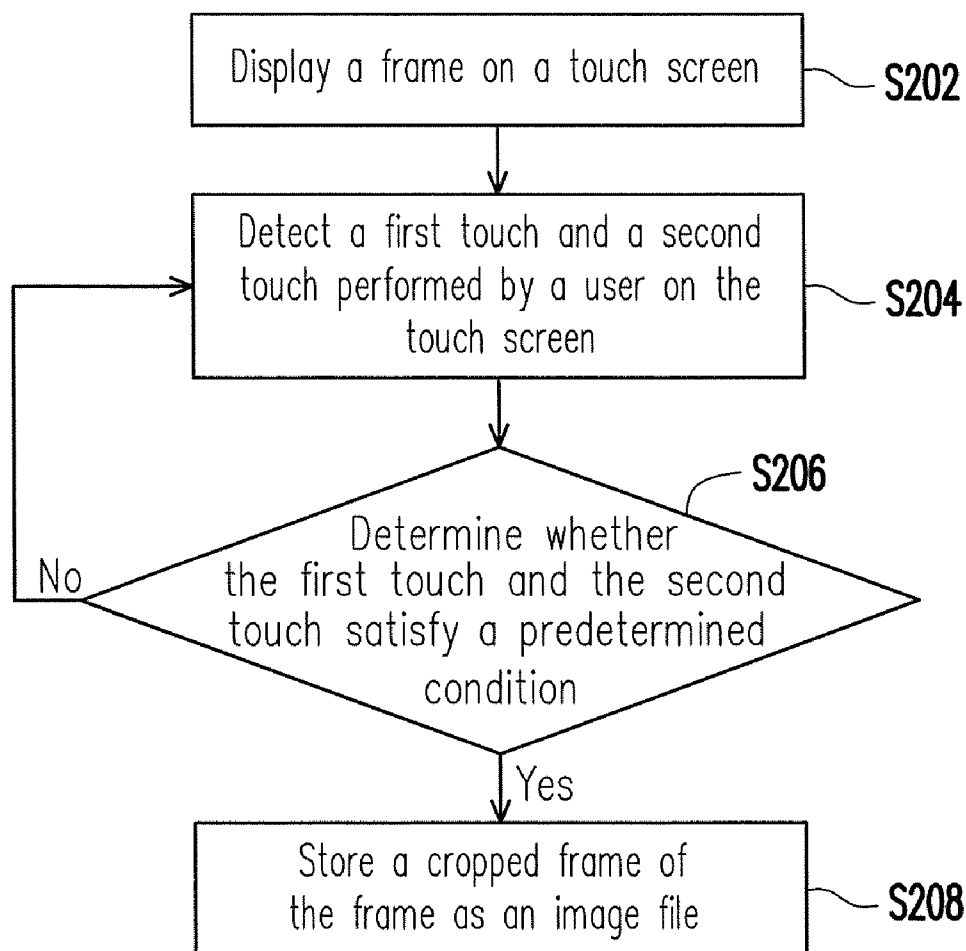 Display a frame on a touch screen
S202
Detect a first touch and a second
touch performed by a user on the
touch screen
S204
S206
Determine whether
the first touch and the second
touch satisfy a predetermined
condition
No
Yes
Store a cropped frame of
the frame as an image file
S208